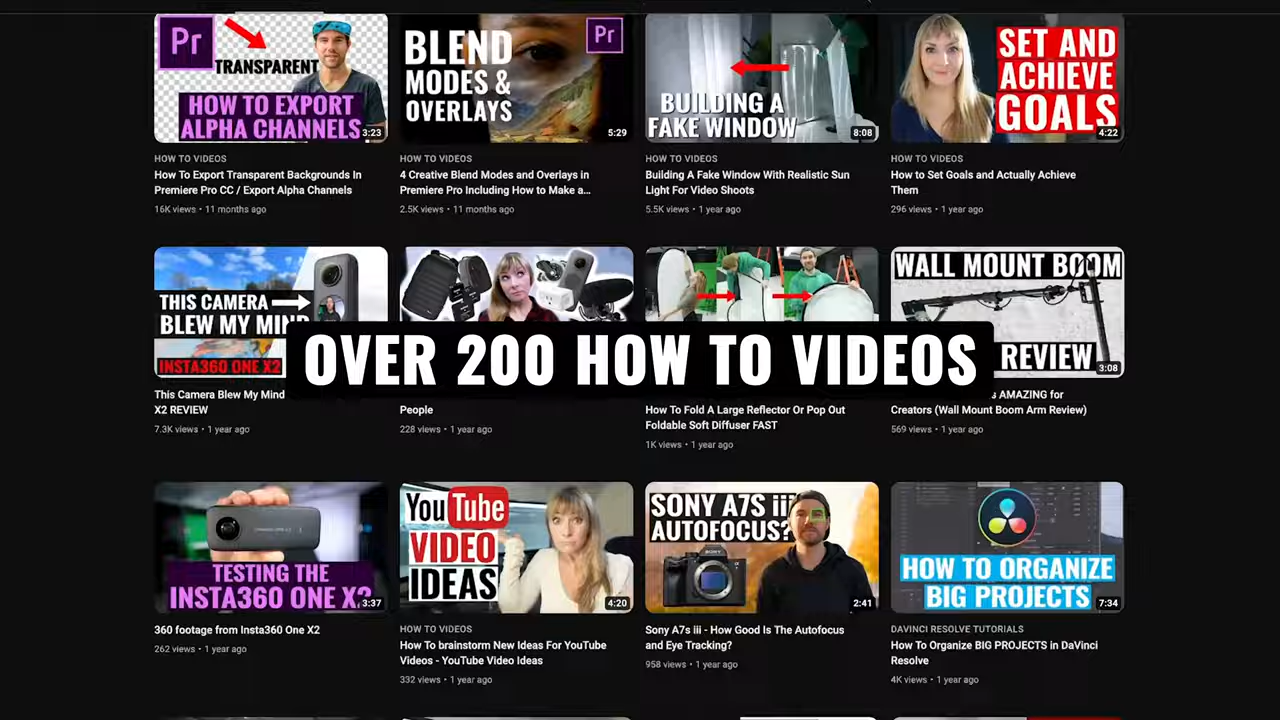 Pr
TRANSPARENT
HOW TO EXPORT
ALPHA CHANNELS
3:23
HOW TO VIDEOS
How To Export Transparent Backgrounds In
Premiere Pro CC / Export Alpha Channels
16K views • 11 months ago
BLEND
MODES &
OVERLAYS
Pr
5:29
HOW TO VIDEOS
4 Creative Blend Modes and Overlays in
Premiere Pro Including How to Make a...
2.5K views • 11 months ago
BUILDING A
FAKE WINDOW
8:08
HOW TO VIDEOS
Building A Fake Window With Realistic Sun
Light For Video Shoots
5.5K views • 1 year ago
SET AND
ACHIEVE
GOALS
4:22
HOW TO VIDEOS
How to Set Goals and Actually Achieve
Them
296 views • 1 year ago
THIS CAMERA
BLEW MY MIND
INSTA360 ONE X2
This Camera Blew My Mind
X2 REVIEW
7.3K views • 1 year ago
People
228 views • 1 year ago
How To Fold A Large Reflector Or Pop Out
Foldable Soft Diffuser FAST
1K views • 1 year ago
WALL MOUNT BOOM
REVIEW
3:08
AMAZING for
Creators (Wall Mount Boom Arm Review)
569 views • 1 year ago
OVER 200 HOW TO VIDEOS
TESTING THE
INSTA360 ONE X2
3:37
360 footage from Insta360 One X2
262 views • 1 year ago
YouTube
VIDEO
IDEAS
4:20
HOW TO VIDEOS
How To brainstorm New Ideas For YouTube
Videos - YouTube Video Ideas
332 views • 1 year ago
SONY A7S iii
AUTOFOCUS?
SONY
2:41
Sony A7s iii - How Good Is The Autofocus
and Eye Tracking?
958 views • 1 year ago
HOW TO ORGANIZE
BIG PROJECTS
7:34
DAVINCI RESOLVE TUTORIALS
How To Organize BIG PROJECTS in DaVinci
Resolve
4K views • 1 year ago